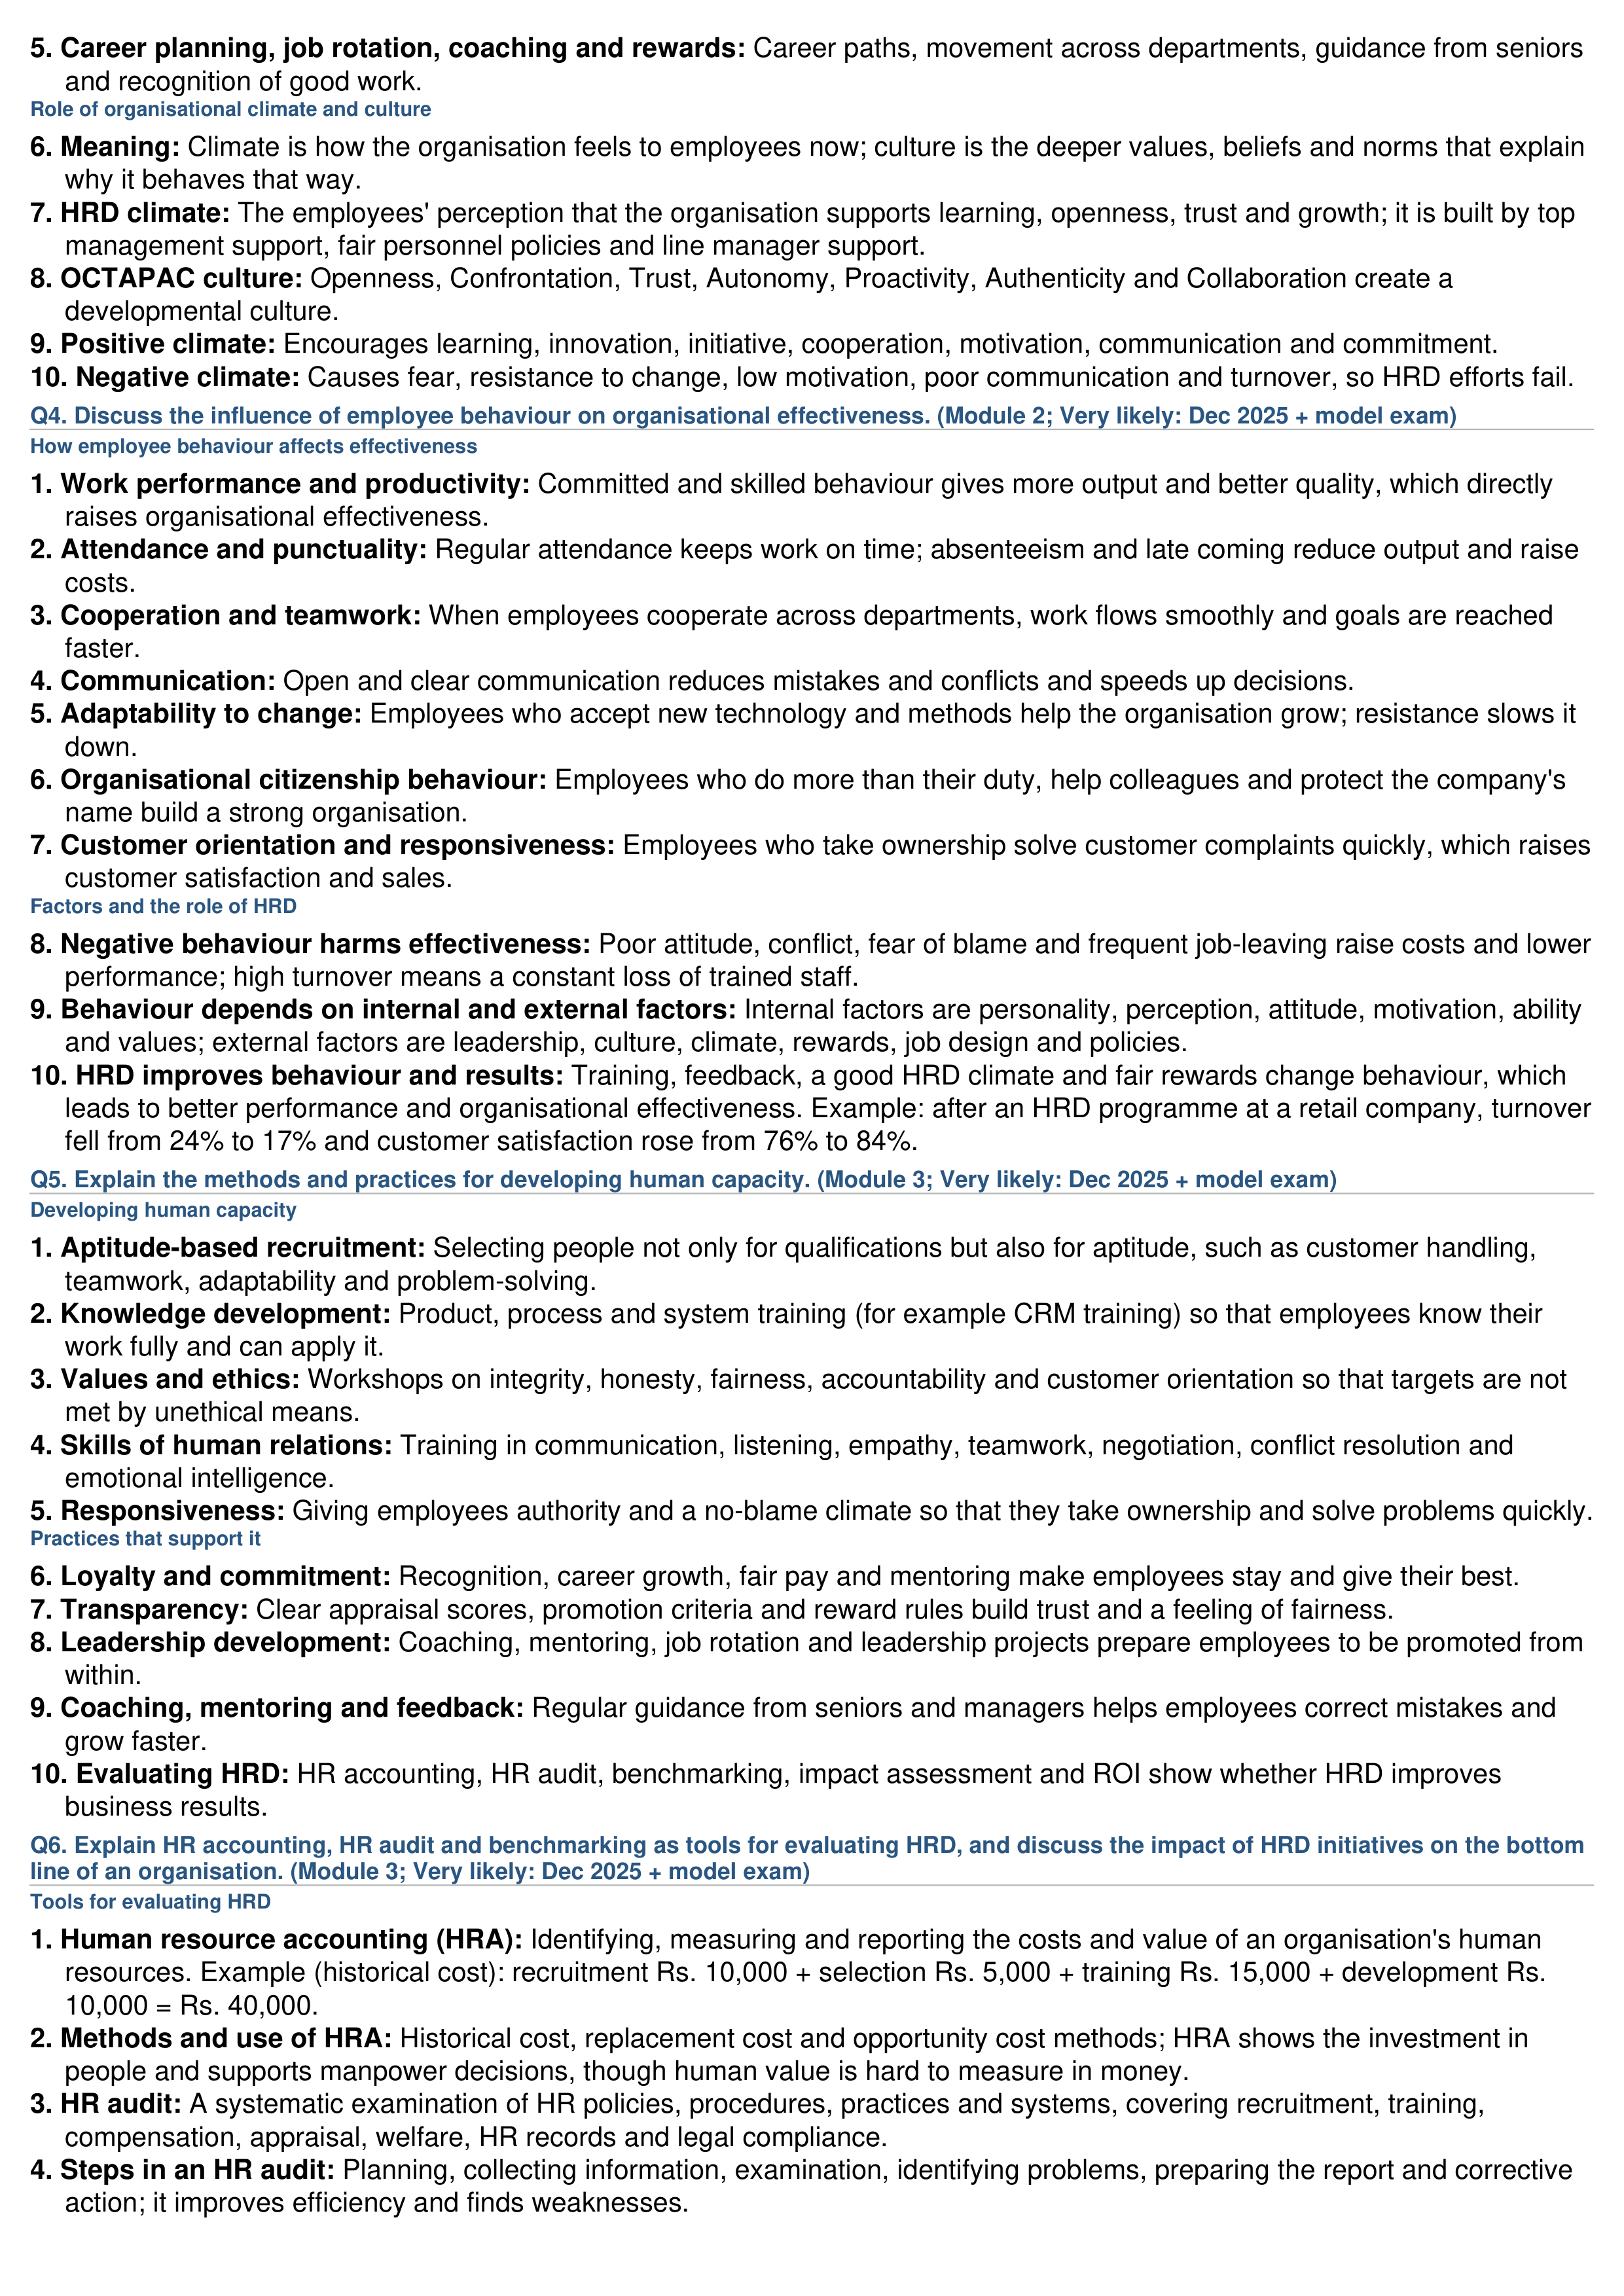 5. Career planning, job rotation, coaching and rewards: Career paths, movement across departments, guidance from seniors
and recognition of good work.
Role of organisational climate and culture
6. Meaning: Climate is how the organisation feels to employees now; culture is the deeper values, beliefs and norms that explain
why it behaves that way.
7. HRD climate: The employees' perception that the organisation supports learning, openness, trust and growth; it is built by top
management support, fair personnel policies and line manager support.
8. OCTAPAC culture: Openness, Confrontation, Trust, Autonomy, Proactivity, Authenticity and Collaboration create a
developmental culture.
9. Positive climate: Encourages learning, innovation, initiative, cooperation, motivation, communication and commitment.
10. Negative climate: Causes fear, resistance to change, low motivation, poor communication and turnover, so HRD efforts fail.
Q4. Discuss the influence of employee behaviour on organisational effectiveness. (Module 2; Very likely: Dec 2025 + model exam)
How employee behaviour affects effectiveness
1. Work performance and productivity: Committed and skilled behaviour gives more output and better quality, which directly
raises organisational effectiveness.
2. Attendance and punctuality: Regular attendance keeps work on time; absenteeism and late coming reduce output and raise
costs.
3. Cooperation and teamwork: When employees cooperate across departments, work flows smoothly and goals are reached
faster.
4. Communication: Open and clear communication reduces mistakes and conflicts and speeds up decisions.
5. Adaptability to change: Employees who accept new technology and methods help the organisation grow; resistance slows it
down.
6. Organisational citizenship behaviour: Employees who do more than their duty, help colleagues and protect the company's
name build a strong organisation.
7. Customer orientation and responsiveness: Employees who take ownership solve customer complaints quickly, which raises
customer satisfaction and sales.
Factors and the role of HRD
8. Negative behaviour harms effectiveness: Poor attitude, conflict, fear of blame and frequent job-leaving raise costs and lower
performance; high turnover means a constant loss of trained staff.
9. Behaviour depends on internal and external factors: Internal factors are personality, perception, attitude, motivation, ability
and values; external factors are leadership, culture, climate, rewards, job design and policies.
10. HRD improves behaviour and results: Training, feedback, a good HRD climate and fair rewards change behaviour, which
leads to better performance and organisational effectiveness. Example: after an HRD programme at a retail company, turnover
fell from 24% to 17% and customer satisfaction rose from 76% to 84%.
Q5. Explain the methods and practices for developing human capacity. (Module 3; Very likely: Dec 2025 + model exam)
Developing human capacity
1. Aptitude-based recruitment: Selecting people not only for qualifications but also for aptitude, such as customer handling,
teamwork, adaptability and problem-solving.
2. Knowledge development: Product, process and system training (for example CRM training) so that employees know their
work fully and can apply it.
3. Values and ethics: Workshops on integrity, honesty, fairness, accountability and customer orientation so that targets are not
met by unethical means.
4. Skills of human relations: Training in communication, listening, empathy, teamwork, negotiation, conflict resolution and
emotional intelligence.
5. Responsiveness: Giving employees authority and a no-blame climate so that they take ownership and solve problems quickly.
Practices that support it
6. Loyalty and commitment: Recognition, career growth, fair pay and mentoring make employees stay and give their best.
7. Transparency: Clear appraisal scores, promotion criteria and reward rules build trust and a feeling of fairness.
8. Leadership development: Coaching, mentoring, job rotation and leadership projects prepare employees to be promoted from
within.
9. Coaching, mentoring and feedback: Regular guidance from seniors and managers helps employees correct mistakes and
grow faster.
10. Evaluating HRD: HR accounting, HR audit, benchmarking, impact assessment and ROI show whether HRD improves
business results.
Q6. Explain HR accounting, HR audit and benchmarking as tools for evaluating HRD, and discuss the impact of HRD initiatives on the bottom
line of an organisation. (Module 3; Very likely: Dec 2025 + model exam)
Tools for evaluating HRD
1. Human resource accounting (HRA): Identifying, measuring and reporting the costs and value of an organisation's human
resources. Example (historical cost): recruitment Rs. 10,000 + selection Rs. 5,000 + training Rs. 15,000 + development Rs.
10,000 = Rs. 40,000.
2. Methods and use of HRA: Historical cost, replacement cost and opportunity cost methods; HRA shows the investment in
people and supports manpower decisions, though human value is hard to measure in money.
3. HR audit: A systematic examination of HR policies, procedures, practices and systems, covering recruitment, training,
compensation, appraisal, welfare, HR records and legal compliance.
4. Steps in an HR audit: Planning, collecting information, examination, identifying problems, preparing the report and corrective
action; it improves efficiency and finds weaknesses.